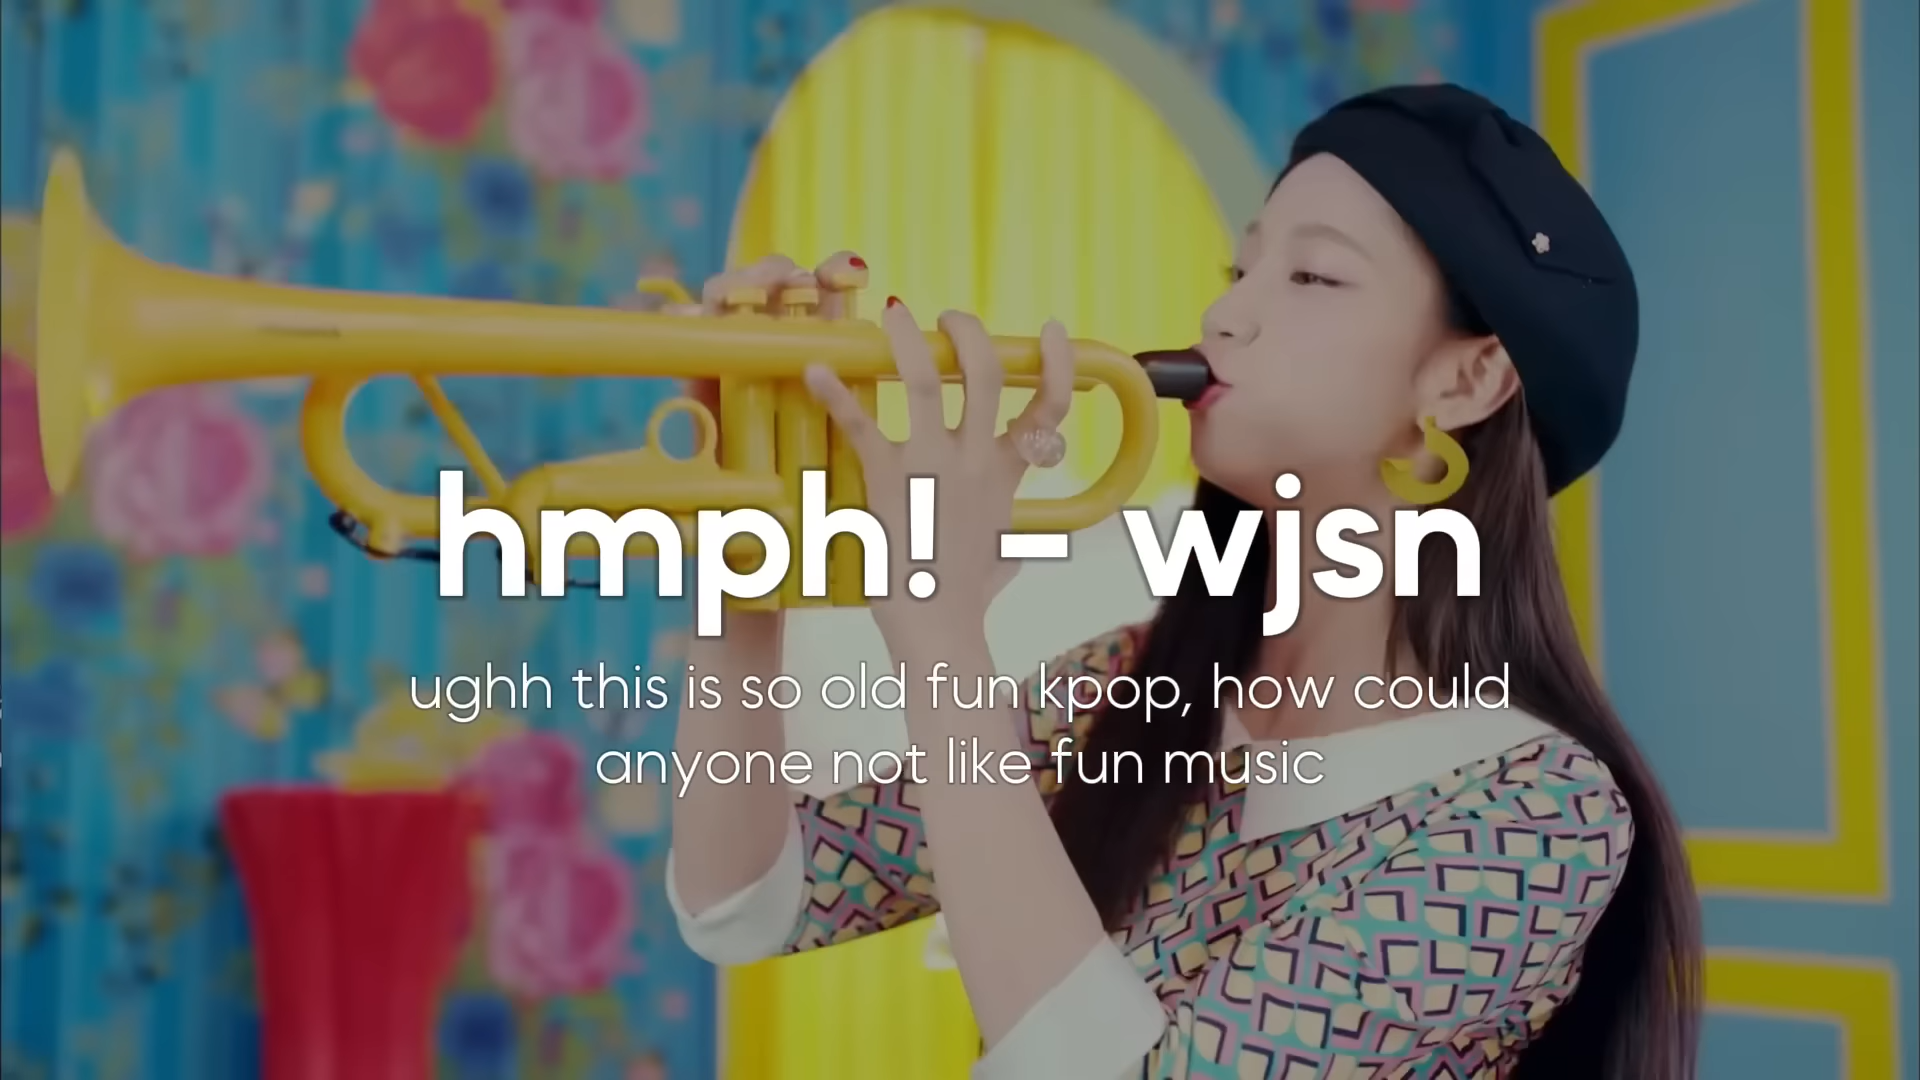 hmph! - wjsn
ughh this is so old fun kpop, how could
anyone not like fun music